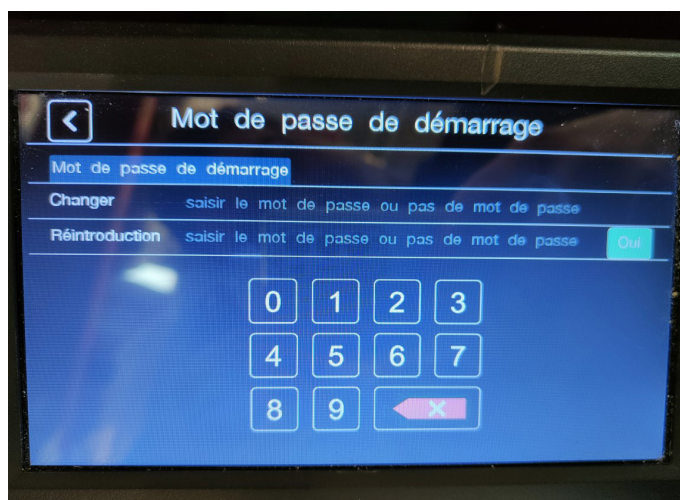 Mot de passe de démarrage
Mot de passe de démarrage
Changer saisir le mot de passe ou pas de mot de passe
Réintroduction saisir le mot de passe ou pas de mot de passe Oui
0 1 2 3
4 5 6 7
8 9